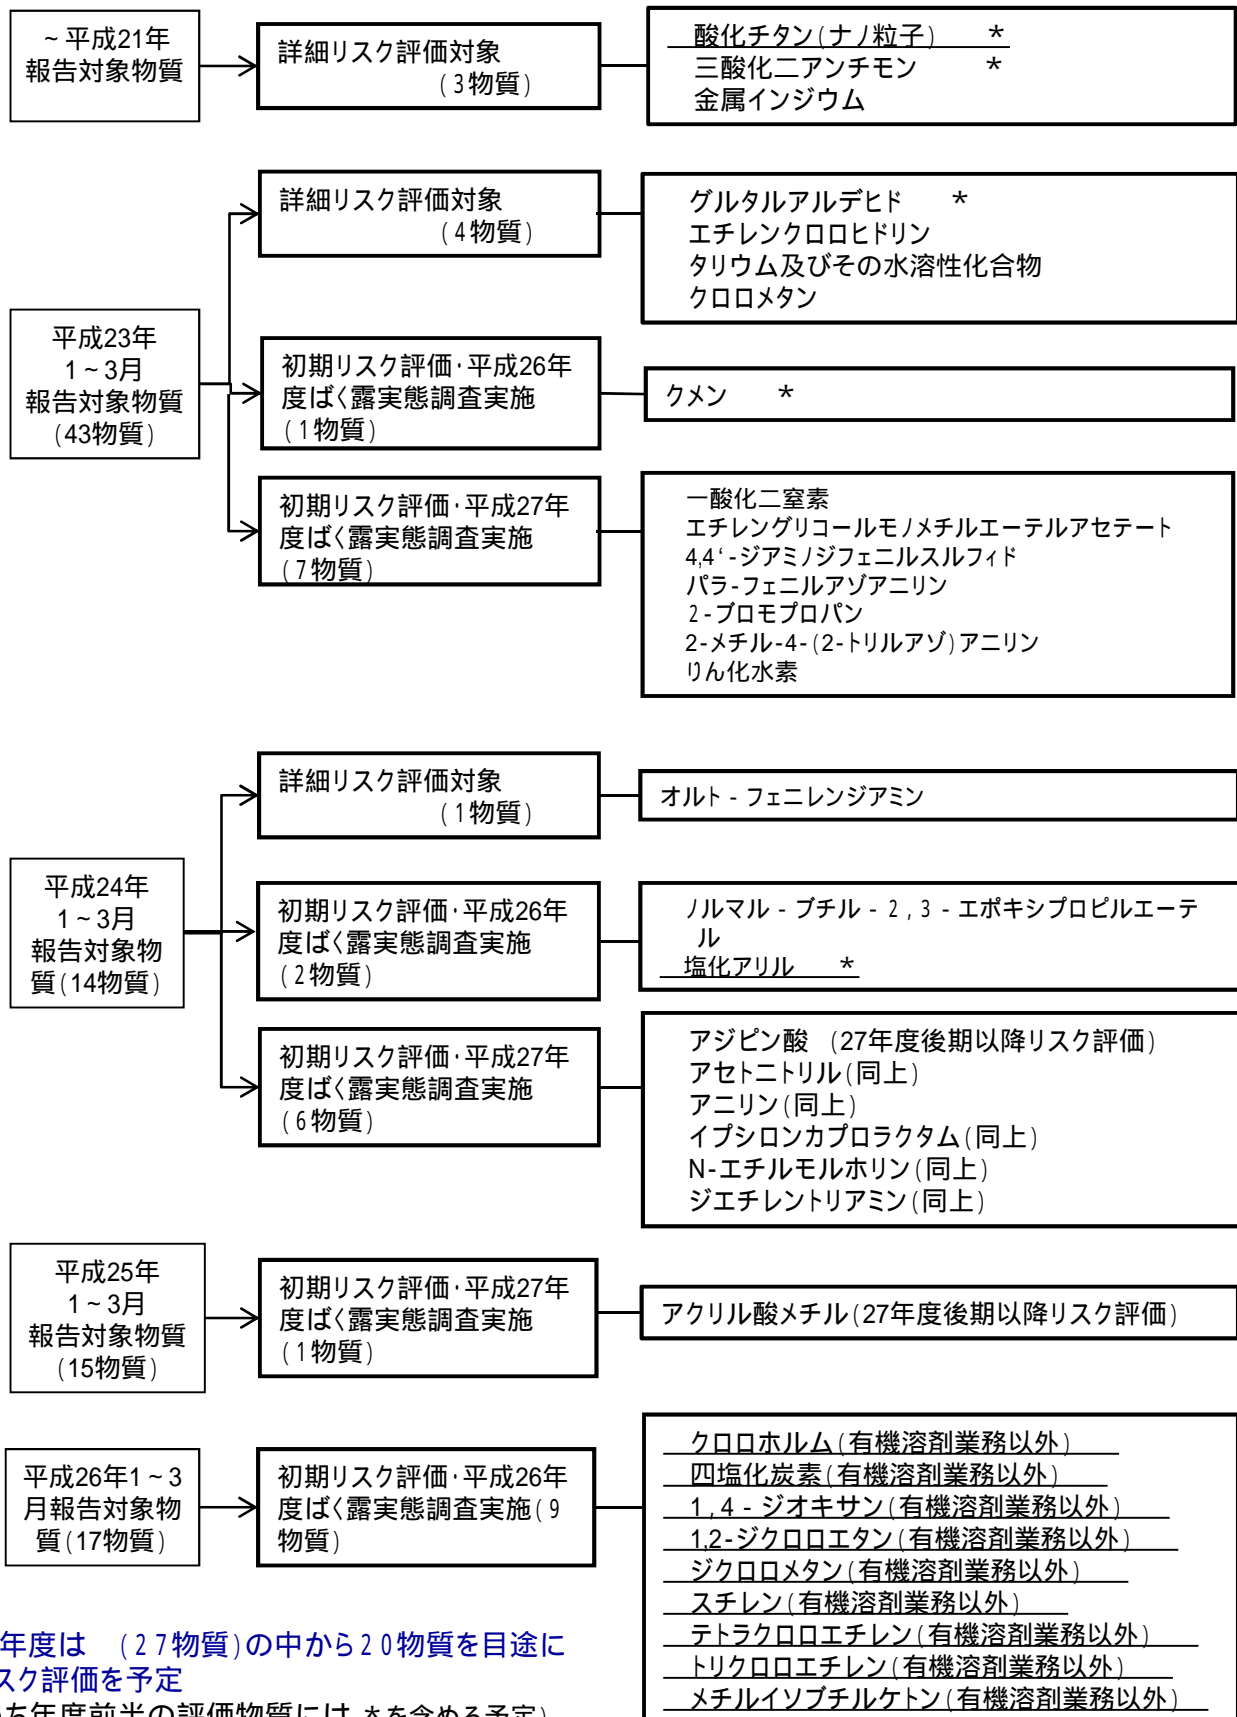 ~平成21年
報告対象物質
詳細リスク評価対象
(3物質)
酸化チタン(ナノ粒子) *
三酸化二アンチモン *
金属インジウム
平成23年
1~3月
報告対象物質
(43物質)
詳細リスク評価対象
(4物質)
グルタルアルデヒド *
エチレンクロロヒドリン
タリウム及びその水溶性化合物
クロロメタン
初期リスク評価・平成26年
度ばく露実態調査実施
(1物質)
クメン *
初期リスク評価・平成27年
度ばく露実態調査実施
(7物質)
一酸化二窒素
エチレングリコールモノメチルエーテルアセテート
4,4‘-ジアミノジフェニルスルフィド
パラ-フェニルアゾアニリン
2-ブロモプロパン
2-メチル-4-(2-トリルアゾ)アニリン
りん化水素
平成24年
1~3月
報告対象物
質(14物質)
詳細リスク評価対象
(1物質)
オルト-フェニレンジアミン
初期リスク評価・平成26年
度ばく露実態調査実施
(2物質)
ノルマル-ブチル-2,3-エポキシプロピルエーテ
ル
塩化アリル *
初期リスク評価・平成27年
度ばく露実態調査実施
(6物質)
アジピン酸 (27年度後期以降リスク評価)
アセトニトリル(同上)
アニリン(同上)
イプシロンカプロラクタム(同上)
N-エチルモルホリン(同上)
ジエチレントリアミン(同上)
平成25年
1~3月
報告対象物質
(15物質)
初期リスク評価・平成27年
度ばく露実態調査実施
(1物質)
アクリル酸メチル(27年度後期以降リスク評価)
平成26年1~3
月報告対象物
質(17物質)
初期リスク評価・平成26年
度ばく露実態調査実施(9
物質)
クロロホルム(有機溶剤業務以外)
四塩化炭素(有機溶剤業務以外)
1,4-ジオキサン(有機溶剤業務以外)
1,2-ジクロロエタン(有機溶剤業務以外)
ジクロロメタン(有機溶剤業務以外)
スチレン(有機溶剤業務以外)
テトラクロロエチレン(有機溶剤業務以外)
トリクロロエチレン(有機溶剤業務以外)
メチルイソブチルケトン(有機溶剤業務以外)
年度は (27物質)の中から20物質を目途に
スク評価を予定
ち年度前半の評価物質には *を含める予定)